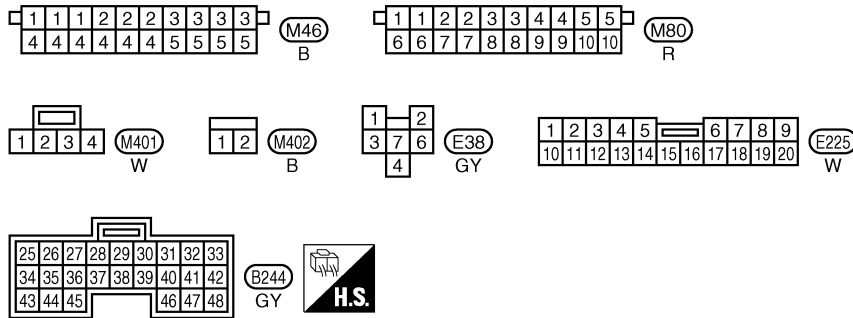 1 1 1 2 2 2 3 3 3 3
4 4 4 4 4 4 5 5 5 5
M46
B
1 1 2 2 3 3 4 4 5 5
6 6 7 7 8 8 9 9 10 10
M80
R
1 2 3 4
M401
W
1 2
M402
B
1 2
3 7 6
4
E38
GY
1 2 3 4 5 6 7 8 9
10 11 12 13 14 15 16 17 18 19 20
E225
W
25 26 27 28 29 30 31 32 33
34 35 36 37 38 39 40 41 42
43 44 45 46 47 48
B244
GY
H.S.